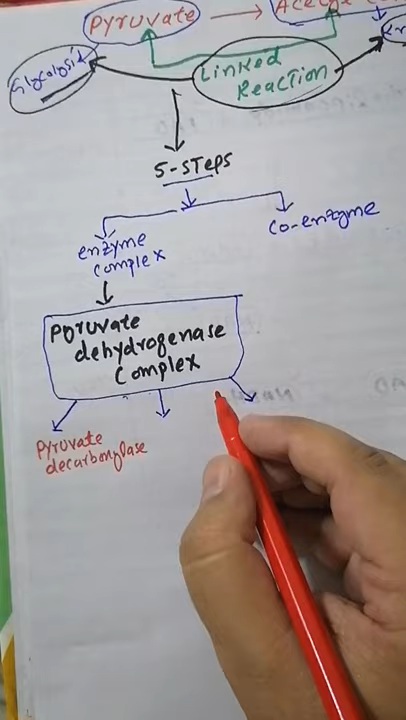 Pyruvate
Glycolysis
Linked
Reaction
5-steps
enzyme
complex
co-enzyme
Pyruvate
dehydrogenase
Complex
Pyruvate
decarboxylase